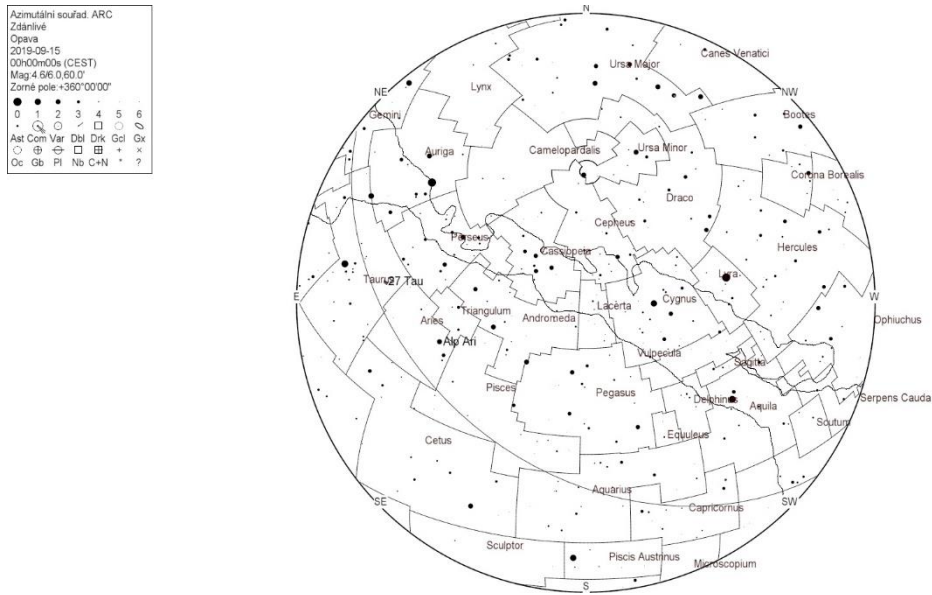 Azimutální souřad. ARC
Zdánlivé
Opava
2019-09-15
00h00m00s (CEST)
Mag:4.6/6.0,60.0'
Zorné pole:+360°00'00"
0 1 2 3 4 5 6
Ast Com Var Dbl Drk Gcl Gx
Oc Gb Pl Nb C+N * ?
N
Canes Venatici
Ursa Major
Lynx
NE
NW
Gemini
Bootes
Auriga
Camelopardalis
Ursa Minor
Corona Borealis
Draco
Cepheus
Perseus
Cassiopeia
Hercules
Lyra
Taurus
27 Tau
E
W
Cygnus
Lacerta
Triangulum
Andromeda
Aries
Ophiuchus
Alp Ari
Vulpecula
Sagitta
Pisces
Pegasus
Delphinus
Aquila
Serpens Cauda
Scutum
Cetus
Equuleus
Aquarius
SE
SW
Capricornus
Sculptor
Piscis Austrinus
Microscopium
S